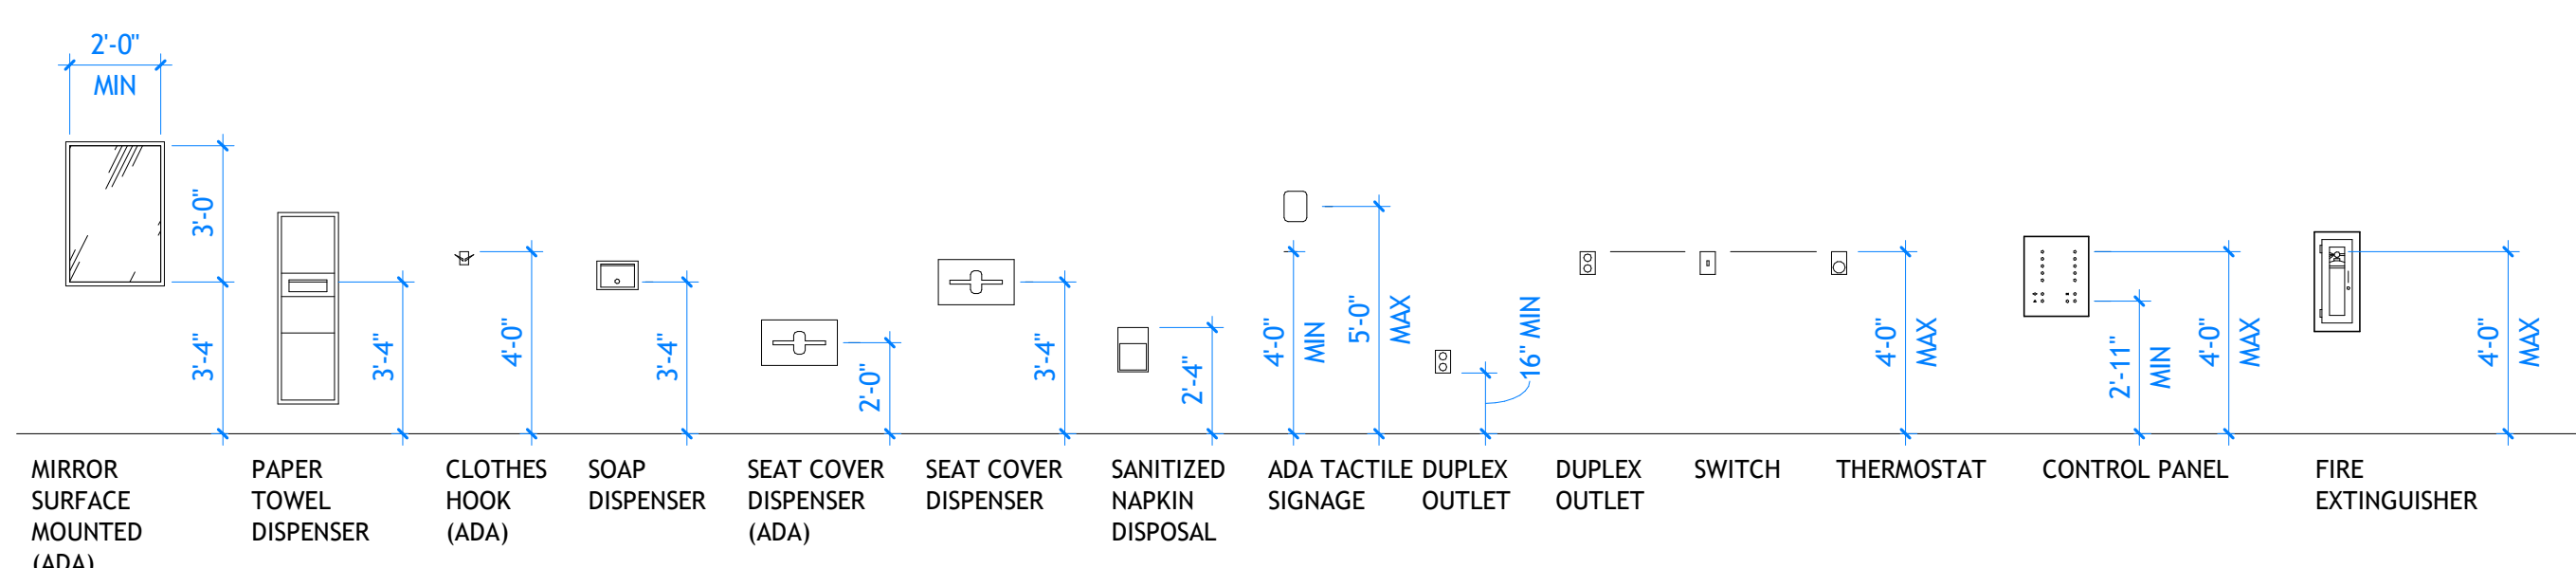 2'-0"
MIN
3'-0"
3'-4"
3'-4"
4'-0"
3'-4"
2'-0"
3'-4"
2'-4"
4'-0"
MIN
5'-0"
MAX
16" MIN
4'-0"
MAX
2'-11"
MIN
4'-0"
MAX
4'-0"
MAX
MIRROR
SURFACE
MOUNTED
(ADA)
PAPER
TOWEL
DISPENSER
CLOTHES
HOOK
(ADA)
SOAP
DISPENSER
SEAT COVER
DISPENSER
(ADA)
SEAT COVER
DISPENSER
SANITIZED
NAPKIN
DISPOSAL
ADA TACTILE
SIGNAGE
DUPLEX
OUTLET
DUPLEX
OUTLET
SWITCH
THERMOSTAT
CONTROL PANEL
FIRE
EXTINGUISHER